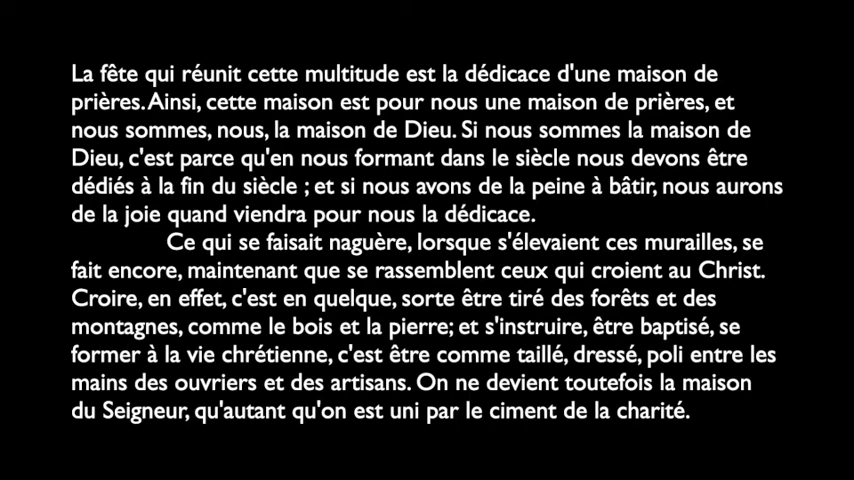 La fête qui réunit cette multitude est la dédicace d'une maison de
prières. Ainsi, cette maison est pour nous une maison de prières, et
nous sommes, nous, la maison de Dieu. Si nous sommes la maison de
Dieu, c'est parce qu'en nous formant dans le siècle nous devons être
dédiés à la fin du siècle ; et si nous avons de la peine à bâtir, nous aurons
de la joie quand viendra pour nous la dédicace.
Ce qui se faisait naguère, lorsque s'élevaient ces murailles, se
fait encore, maintenant que se rassemblent ceux qui croient au Christ.
Croire, en effet, c'est en quelque, sorte être tiré des forêts et des
montagnes, comme le bois et la pierre; et s'instruire, être baptisé, se
former à la vie chrétienne, c'est être comme taillé, dressé, poli entre les
mains des ouvriers et des artisans. On ne devient toutefois la maison
du Seigneur, qu'autant qu'on est uni par le ciment de la charité.